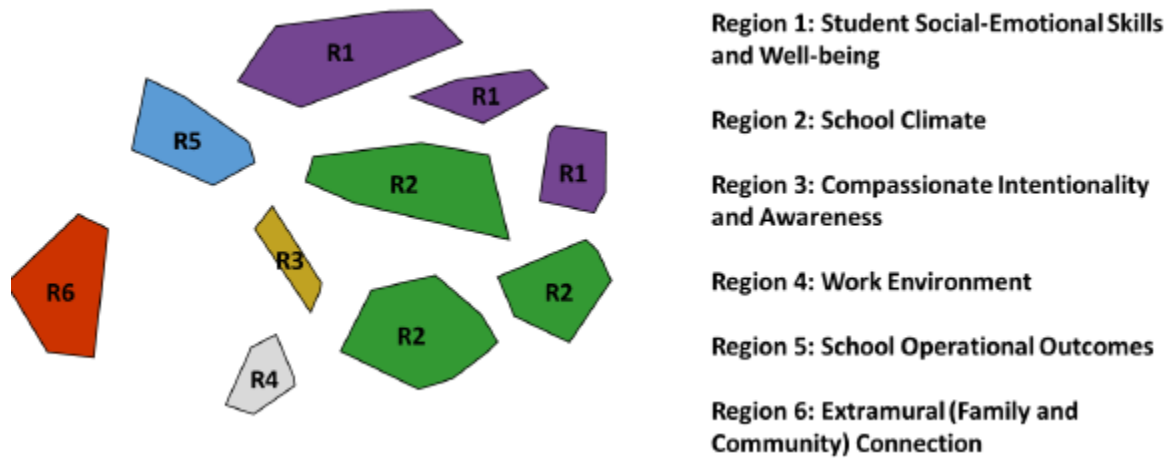 R1
R1
R5
R1
R2
R3
R6
R2
R2
R4
Region 1: Student Social-Emotional Skills
and Well-being
Region 2: School Climate
Region 3: Compassionate Intentionality
and Awareness
Region 4: Work Environment
Region 5: School Operational Outcomes
Region 6: Extramural (Family and
Community) Connection